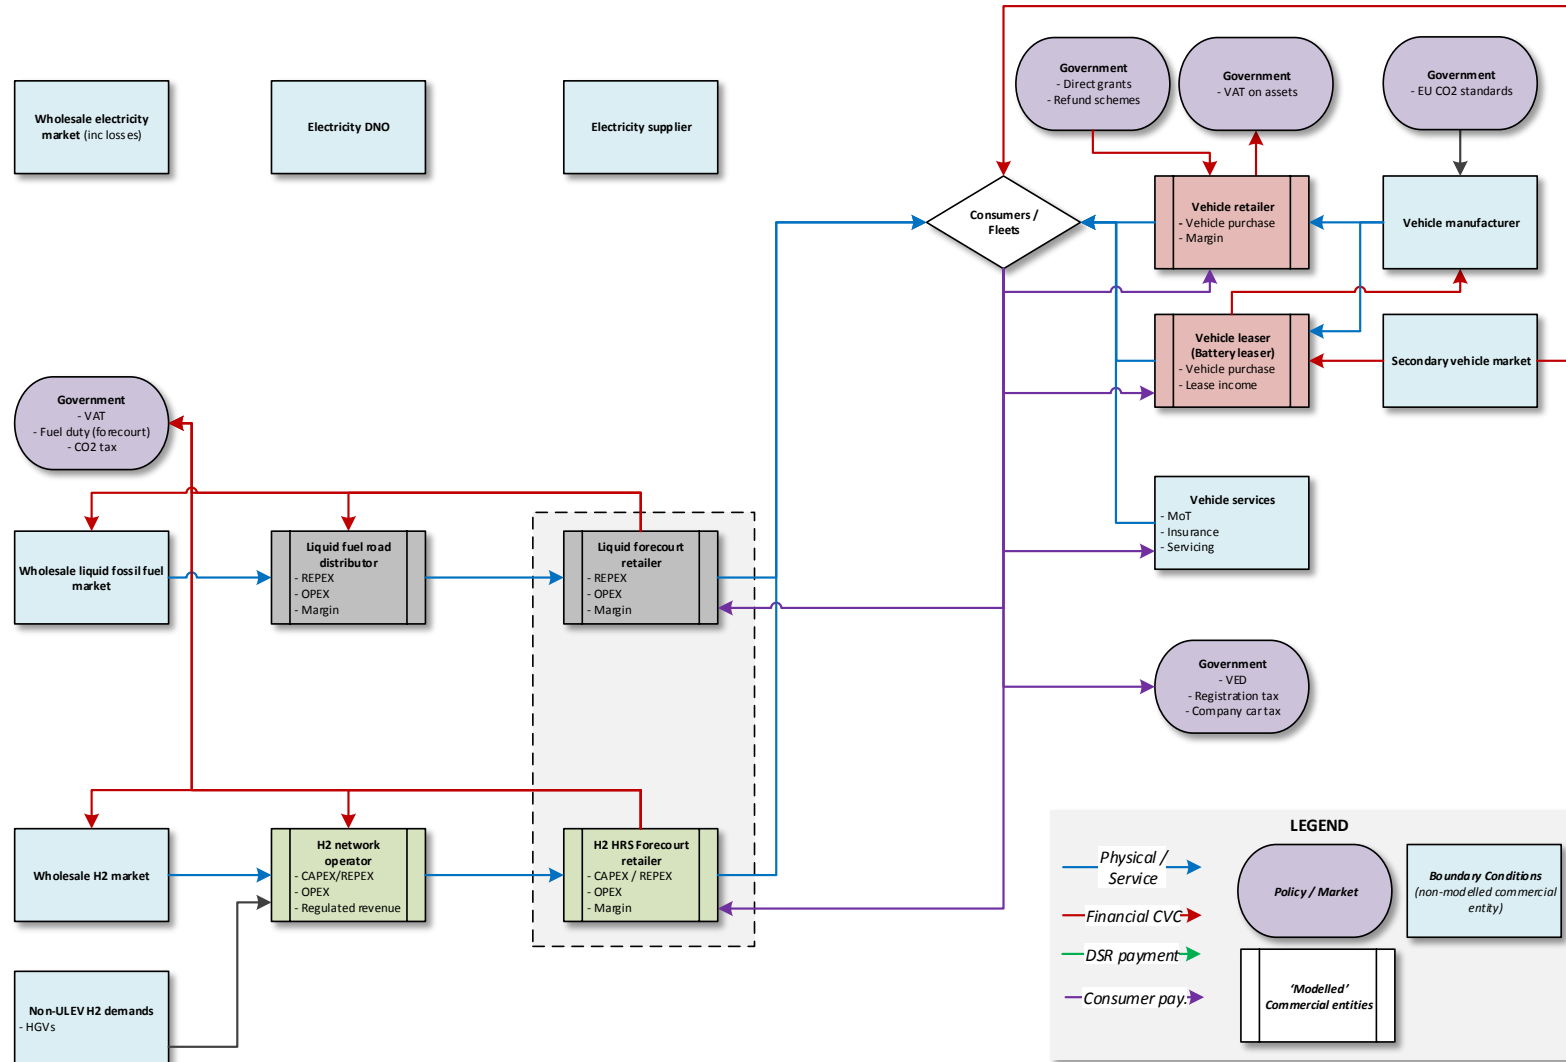 Government
- Direct grants
- Refund schemes
Government
- VAT on assets
Government
- EU CO2 standards
Wholesale electricity
market (inc losses)
Electricity DNO
Electricity supplier
Consumers /
Fleets
Vehicle retailer
- Vehicle purchase
- Margin
Vehicle manufacturer
Vehicle leaser
(Battery leaser)
- Vehicle purchase
- Lease income
Secondary vehicle market
Government
- VAT
- Fuel duty (forecourt)
- CO2 tax
Vehicle services
- MoT
- Insurance
- Servicing
Wholesale liquid fossil fuel
market
Liquid fuel road
distributor
- REPEX
- OPEX
- Margin
Liquid forecourt
retailer
- REPEX
- OPEX
- Margin
Government
- VED
- Registration tax
- Company car tax
Wholesale H2 market
H2 network
operator
- CAPEX/REPEX
- OPEX
- Regulated revenue
H2 HRS Forecourt
retailer
- CAPEX / REPEX
- OPEX
- Margin
Non-ULEV H2 demands
- HGVs
LEGEND
Physical /
Service
Financial CVC
DSR payment
Consumer pay.
Policy / Market
Boundary Conditions
(non-modelled commercial
entity)
‘Modelled’
Commercial entities